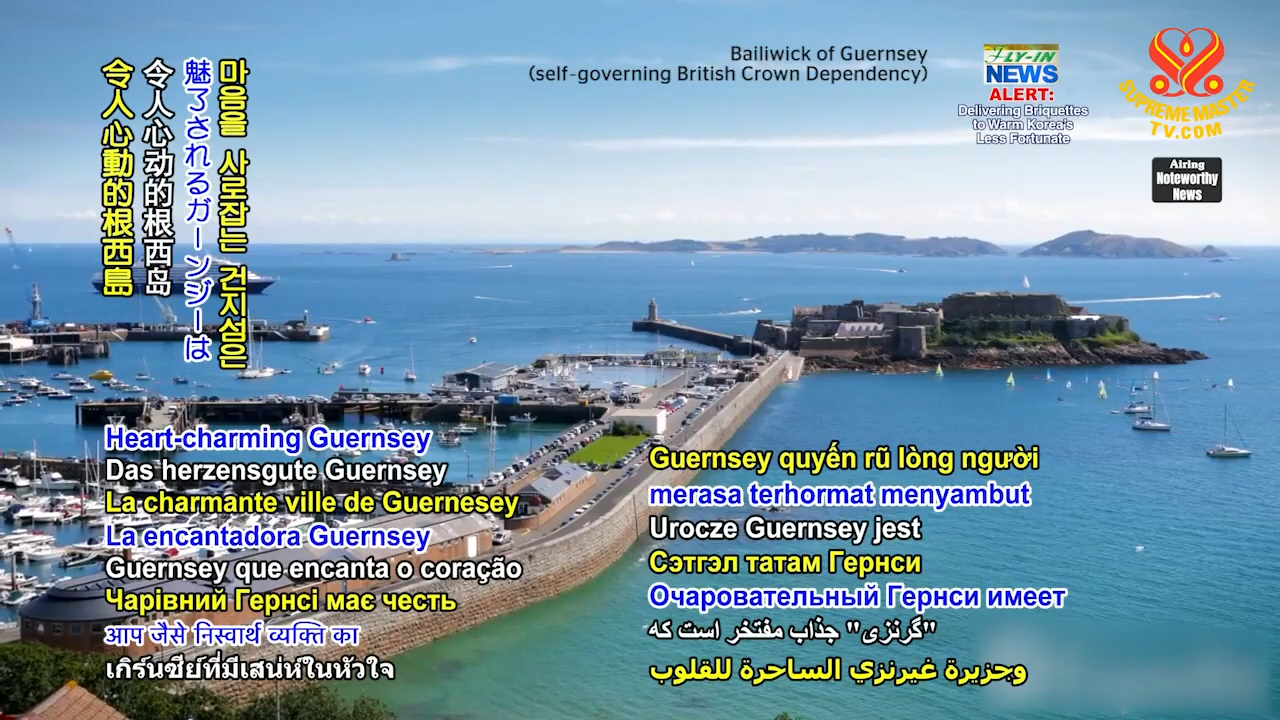 Bailiwick of Guernsey
(self-governing British Crown Dependency)
FLY-IN
NEWS
ALERT:
Delivering Briquettes
to Warm Korea's
Less Fortunate
SUPREME MASTER
TV.COM
Airing
Noteworthy
News
마음을 사로잡는 건지섬은
魅了されるガーンジーは
令人心动的根西岛
令人心動的根西島
Heart-charming Guernsey
Das herzensgute Guernsey
La charmante ville de Guernesey
La encantadora Guernsey
Guernsey que encanta o coração
Чарівний Гернсі має честь
आप जैसे निस्वार्थ व्यक्ति का
เกิร์นซีย์ที่มีเสน่ห์ในหัวใจ
Guernsey quyến rũ lòng người
merasa terhormat menyambut
Urocze Guernsey jest
Сэтгэл татам Гернси
Очаровательный Гернси имеет
"گرنزی" جذاب مفتخر است که
وجزيرة غيرنزي الساحرة للقلوب